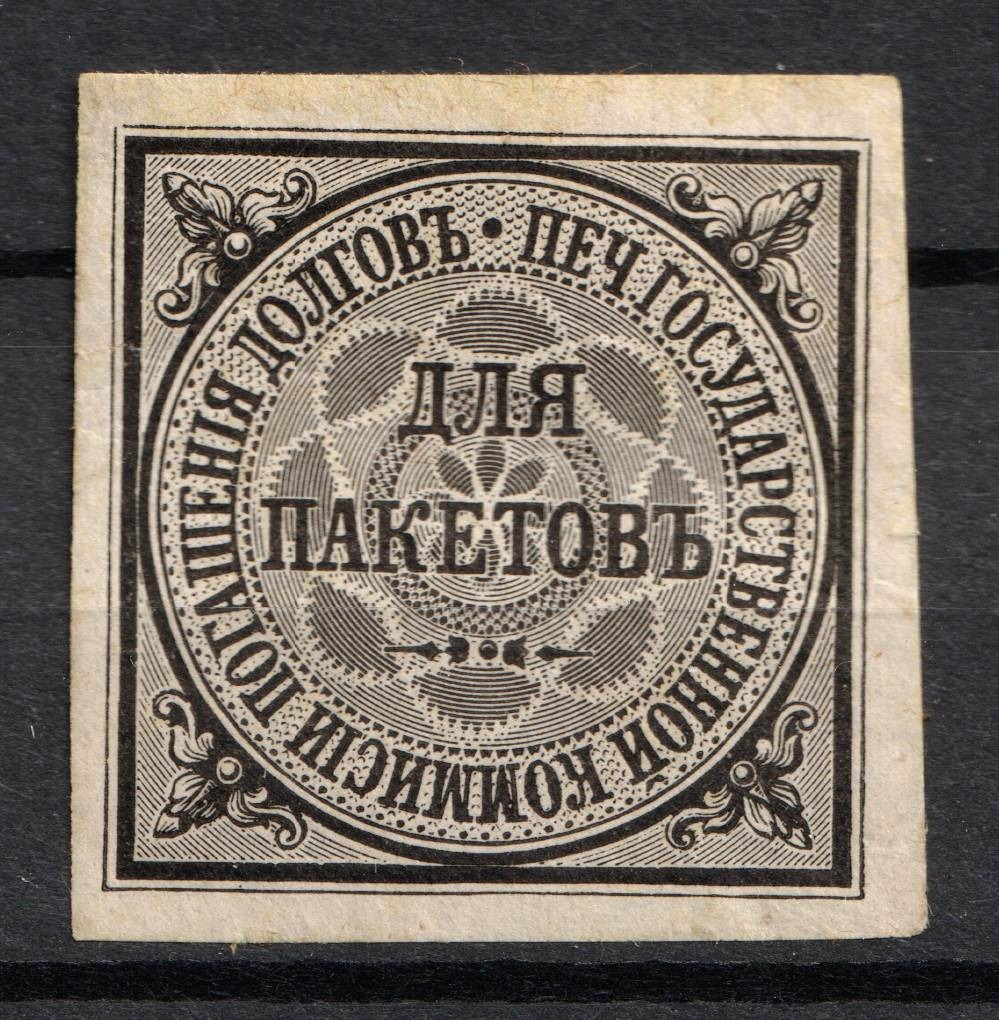 ПЕЧ. ГОСУДАРСТВЕННОЙ КОММИСІИ ПОГАШЕНІЯ ДОЛГОВЪ •
ДЛЯ
ПАКЕТОВЪ